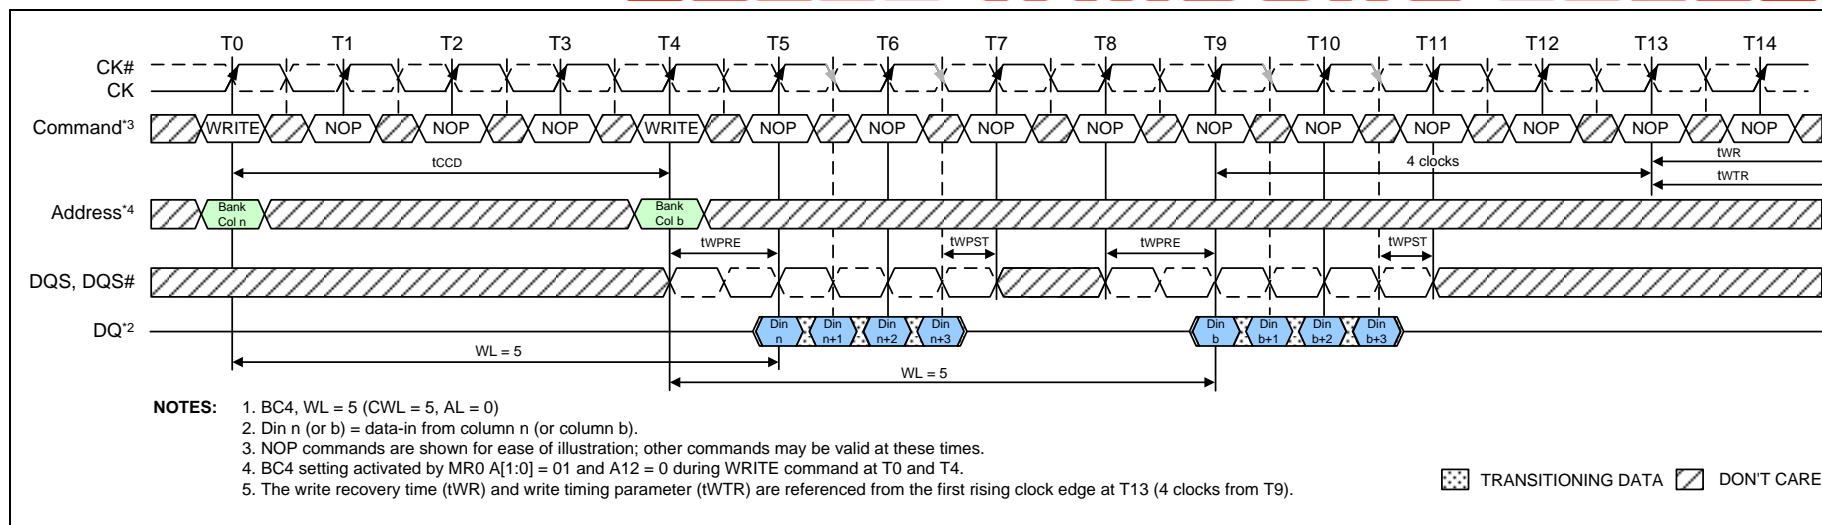 T0 T1 T2 T3 T4 T5 T6 T7 T8 T9 T10 T11 T12 T13 T14
CK#
CK
Command*3 WRITE NOP NOP NOP WRITE NOP NOP NOP NOP NOP NOP NOP NOP NOP NOP
tCCD 4 clocks tWR
tWTR
Address*4 Bank Col n Bank Col b
tWPRE tWPST tWPRE tWPST
DQS, DQS#
DQ*2 Din n Din n+1 Din n+2 Din n+3 Din b Din b+1 Din b+2 Din b+3
WL = 5
WL = 5
NOTES: 1. BC4, WL = 5 (CWL = 5, AL = 0)
2. Din n (or b) = data-in from column n (or column b).
3. NOP commands are shown for ease of illustration; other commands may be valid at these times.
4. BC4 setting activated by MR0 A[1:0] = 01 and A12 = 0 during WRITE command at T0 and T4.
5. The write recovery time (tWR) and write timing parameter (tWTR) are referenced from the first rising clock edge at T13 (4 clocks from T9).
TRANSITIONING DATA DON'T CARE